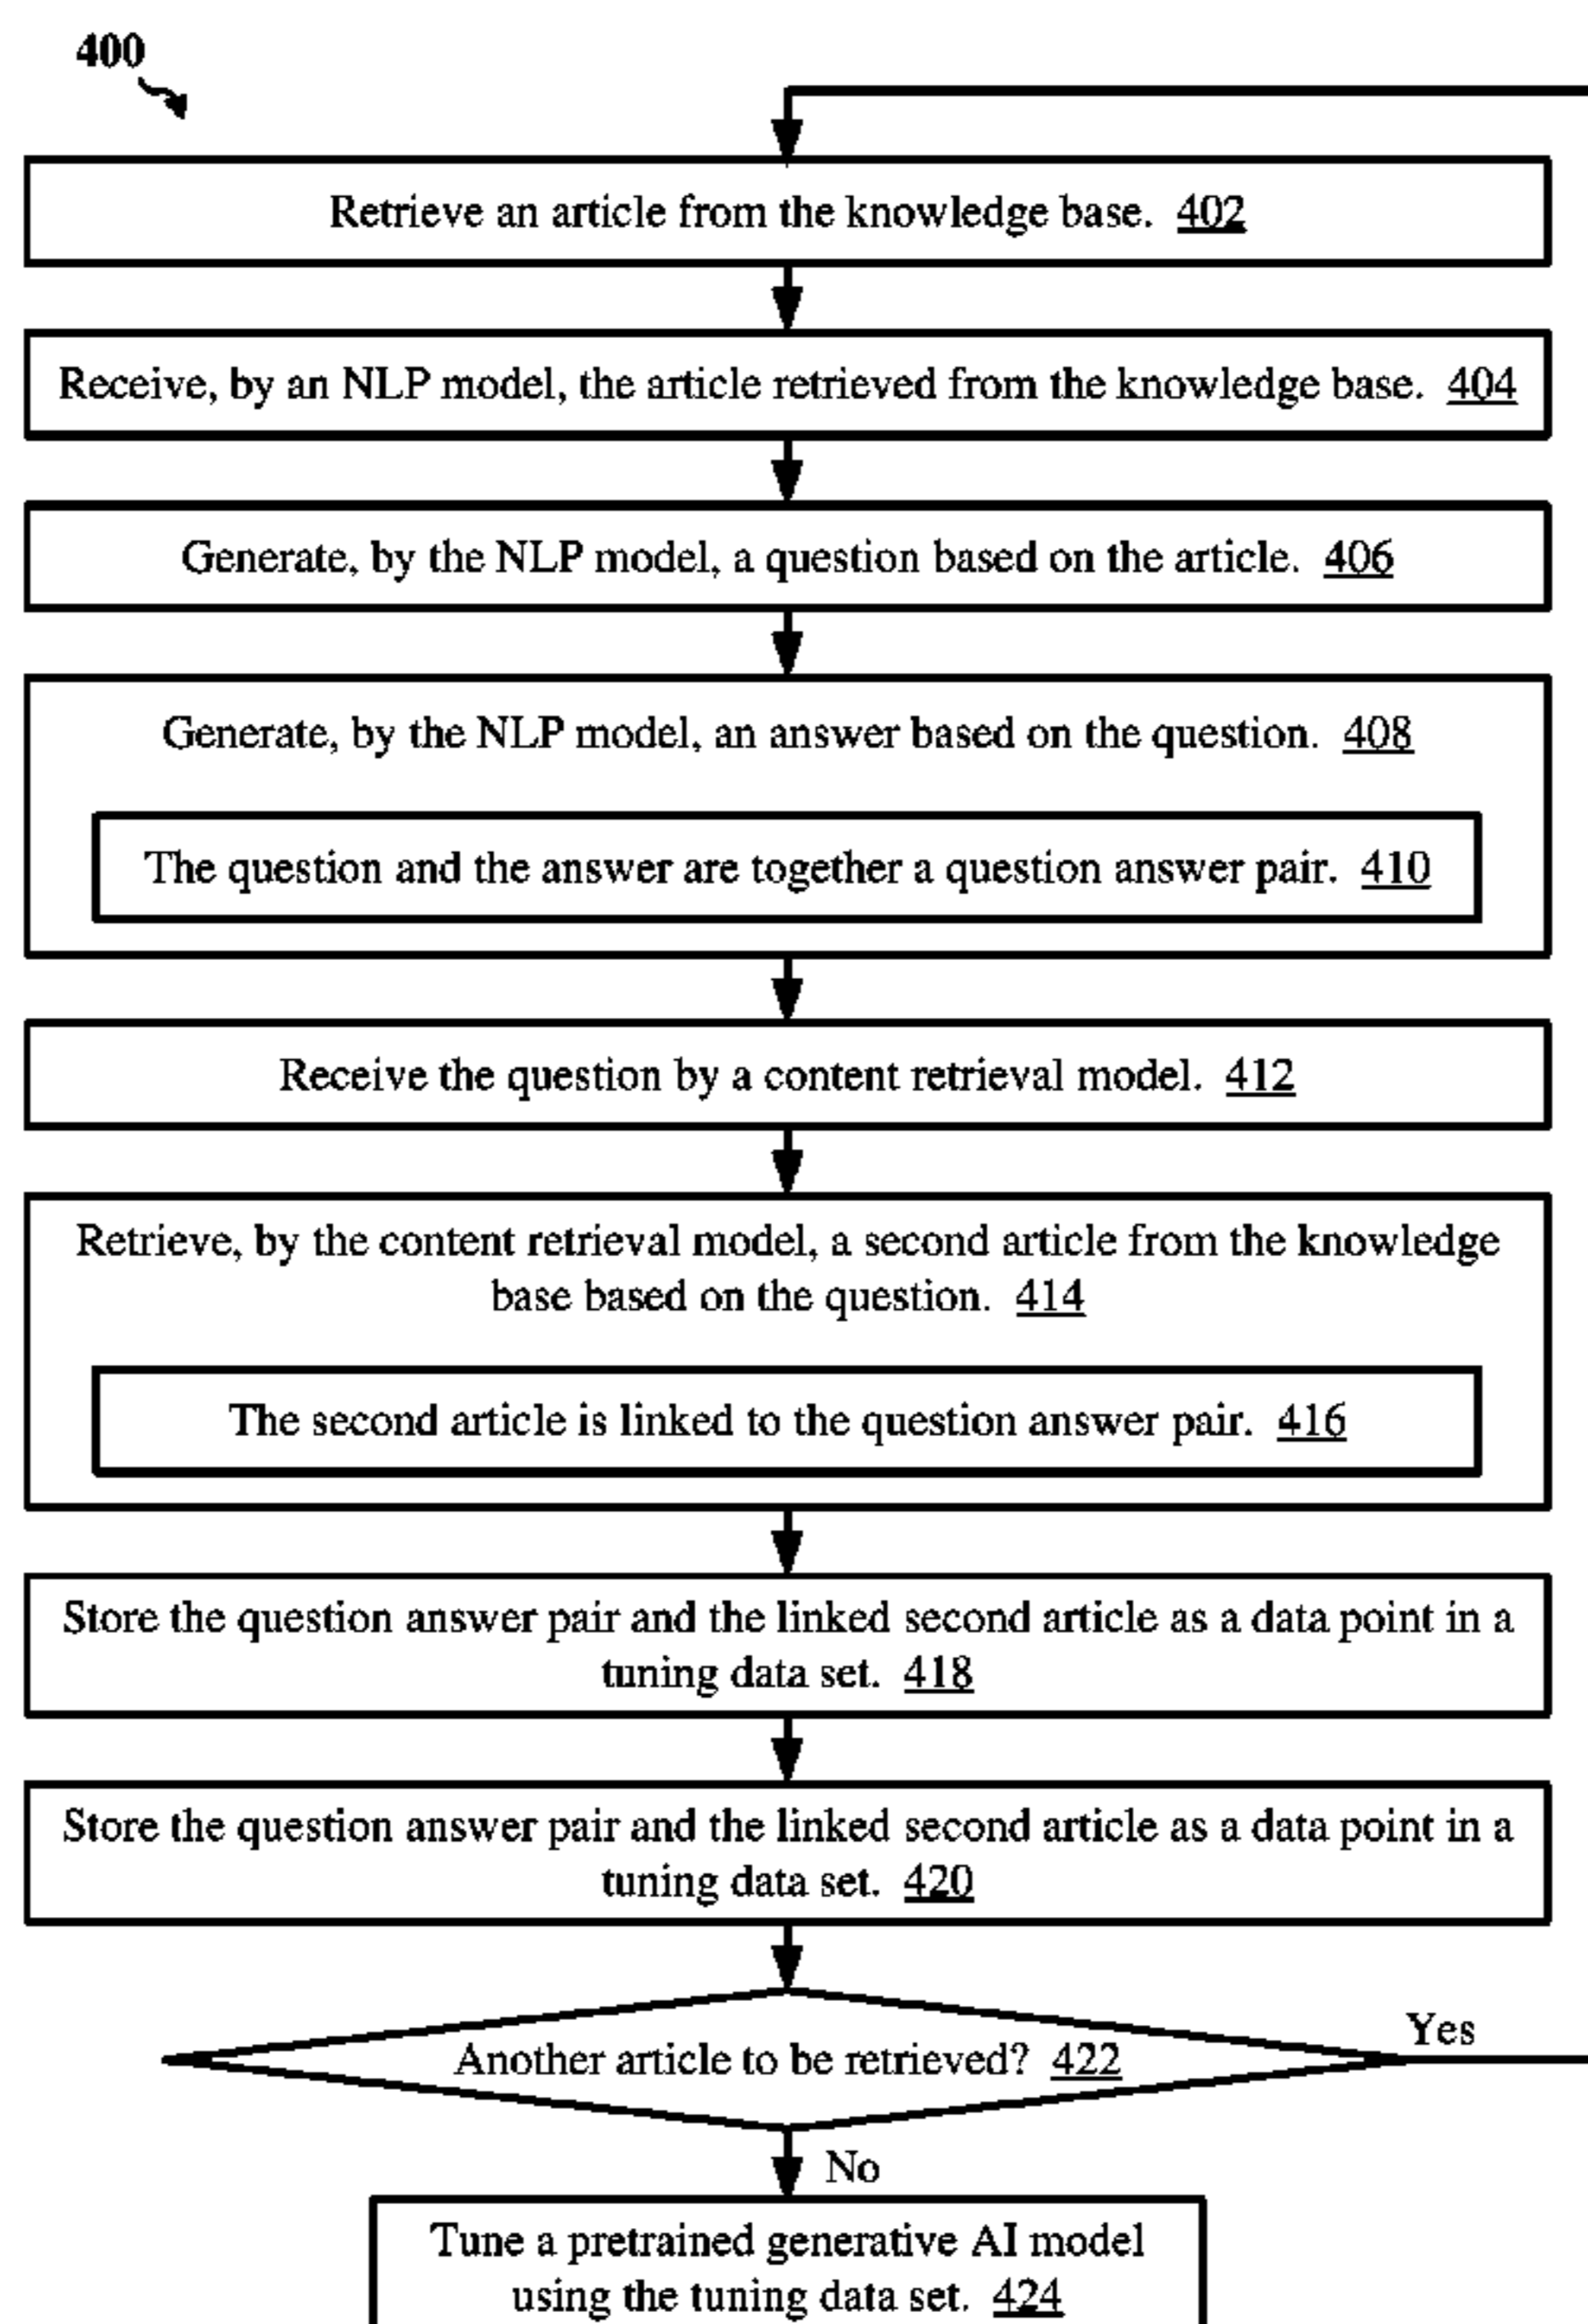 400
Retrieve an article from the knowledge base. 402
Receive, by an NLP model, the article retrieved from the knowledge base. 404
Generate, by the NLP model, a question based on the article. 406
Generate, by the NLP model, an answer based on the question. 408
The question and the answer are together a question answer pair. 410
Receive the question by a content retrieval model. 412
Retrieve, by the content retrieval model, a second article from the knowledge
base based on the question. 414
The second article is linked to the question answer pair. 416
Store the question answer pair and the linked second article as a data point in a
tuning data set. 418
Store the question answer pair and the linked second article as a data point in a
tuning data set. 420
Another article to be retrieved? 422
Yes
No
Tune a pretrained generative AI model
using the tuning data set. 424